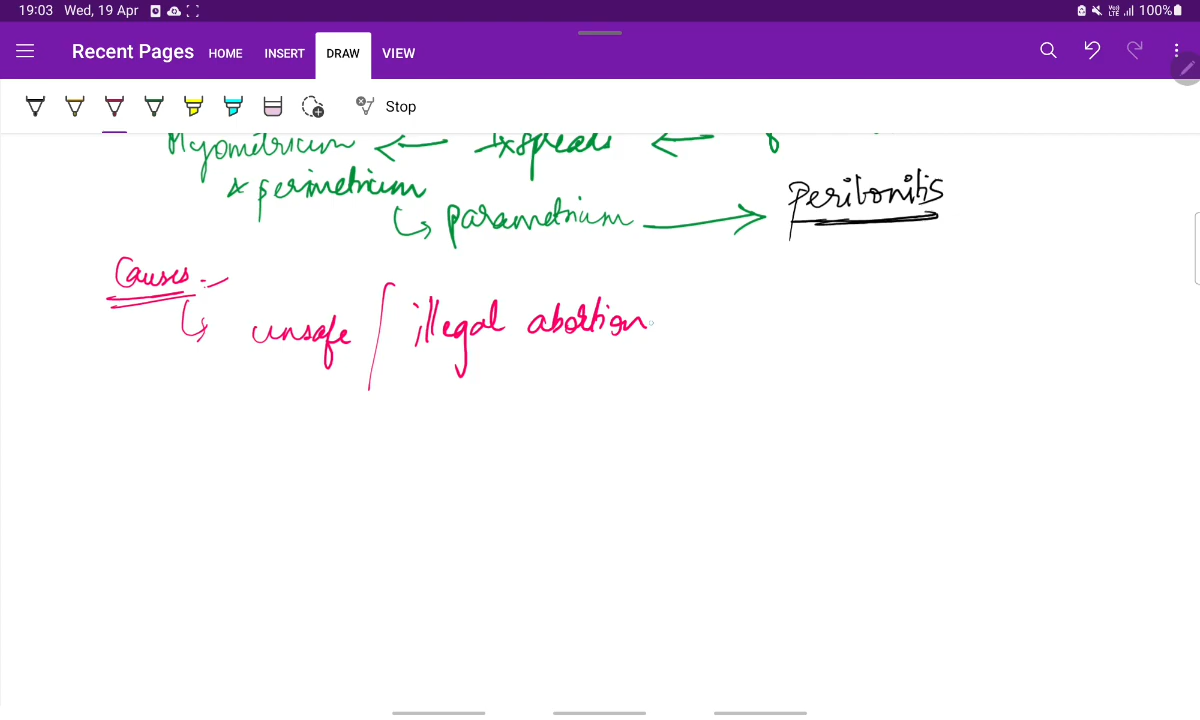 19:03 Wed, 19 Apr 100%
Recent Pages HOME INSERT DRAW VIEW
Stop
Myometrium ← spreads ←
& perimetrium
↳ parametrium → Peritonitis
Causes :-
↳ unsafe / illegal abortion